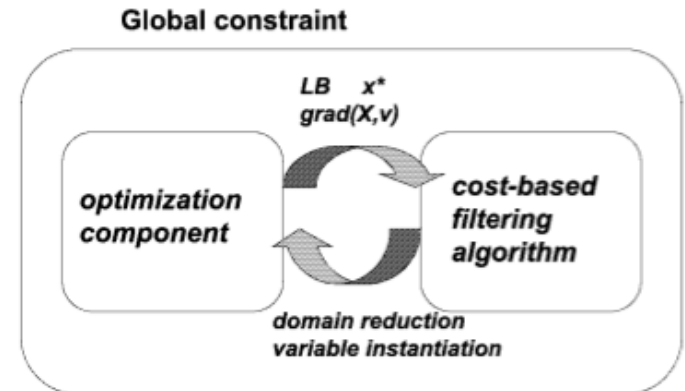 Global constraint
LB x*
grad(X,v)
optimization
component
cost-based
filtering
algorithm
domain reduction
variable instantiation